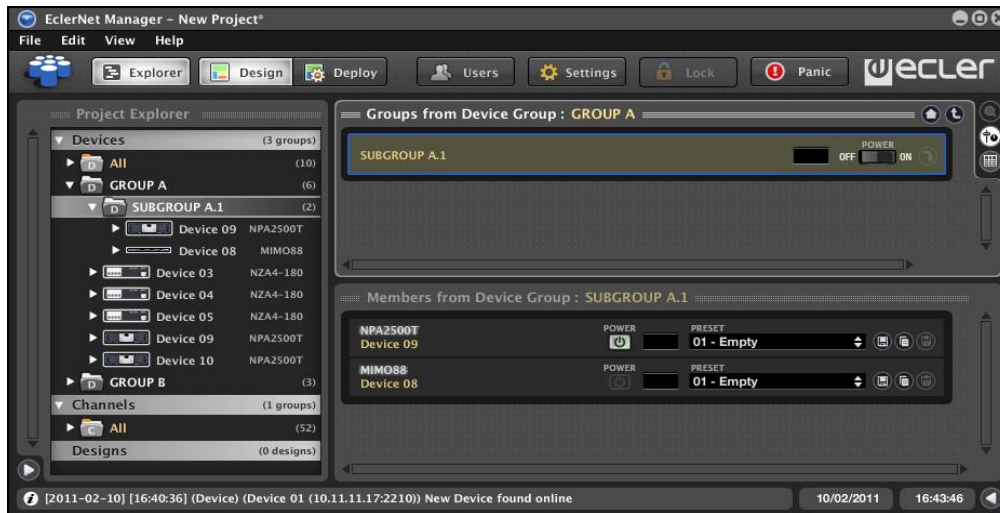 EclerNet Manager - New Project*
File Edit View Help
Explorer Design Deploy Users Settings Lock Panic ecler
Project Explorer
Devices (3 groups)
D All (10)
D GROUP A (6)
D SUBGROUP A.1 (2)
Device 09 NPA2500T
Device 08 MIMO88
Device 03 NZA4-180
Device 04 NZA4-180
Device 05 NZA4-180
Device 09 NPA2500T
Device 10 NPA2500T
D GROUP B (3)
Channels (1 groups)
C All (52)
Designs (0 designs)
Groups from Device Group : GROUP A
SUBGROUP A.1
POWER
OFF ON
Members from Device Group : SUBGROUP A.1
NPA2500T POWER PRESET
Device 09 01 - Empty
MIMO88 POWER PRESET
Device 08 01 - Empty
[2011-02-10] [16:40:36] (Device) (Device 01 (10.11.11.17:2210)) New Device found online 10/02/2011 16:43:46